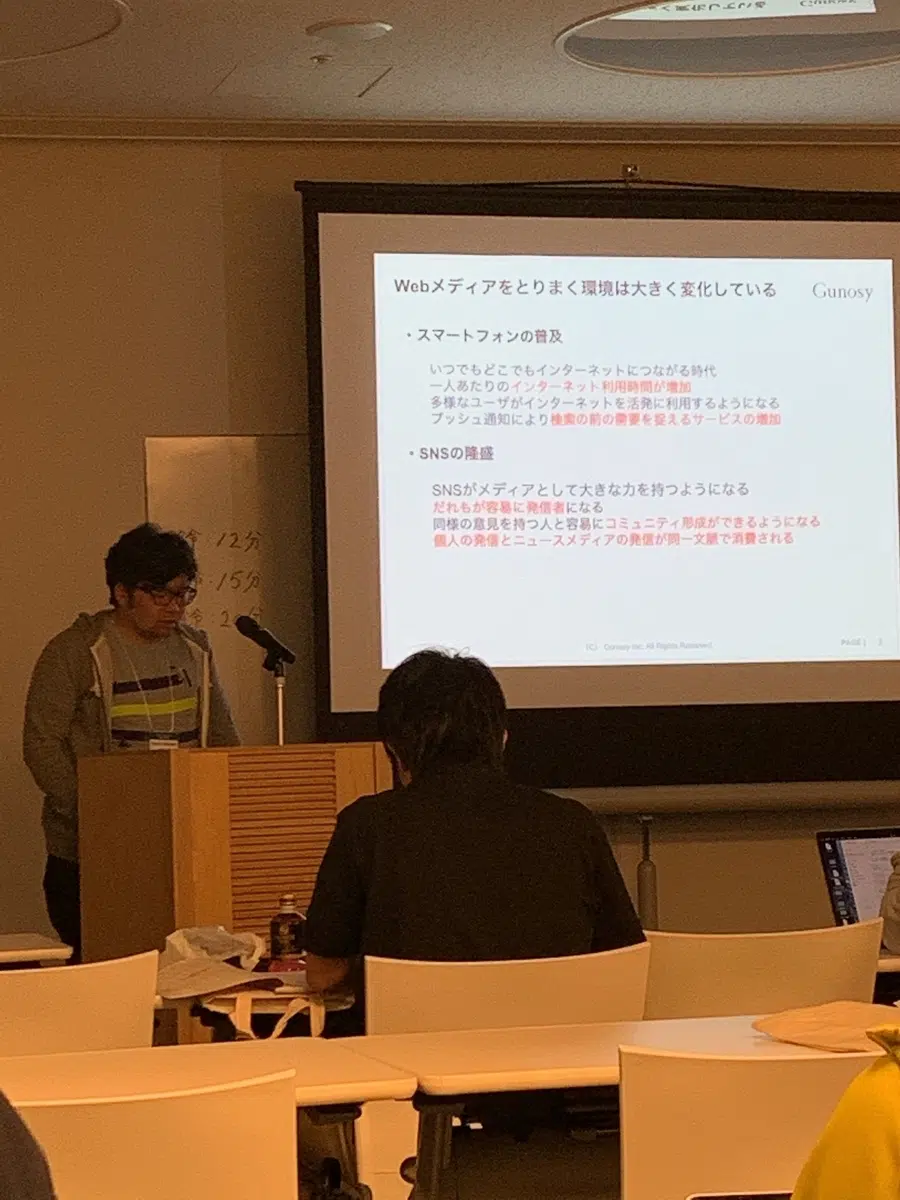 Webメディアをとりまく環境は大きく変化している
Gunosy
・スマートフォンの普及
いつでもどこでもインターネットにつながる時代
一人あたりのインターネット利用時間が増加
多様なユーザがインターネットを活発に利用するようになる
プッシュ通知により検索の前の需要を捉えるサービスの増加
・SNSの隆盛
SNSがメディアとして大きな力を持つようになる
だれもが容易に発信者になる
同様の意見を持つ人と容易にコミュニティ形成ができるようになる
個人の発信とニュースメディアの発信が同一文脈で消費される
(C) Gunosy Inc. All Rights Reserved.
PAGE |
12分
15分